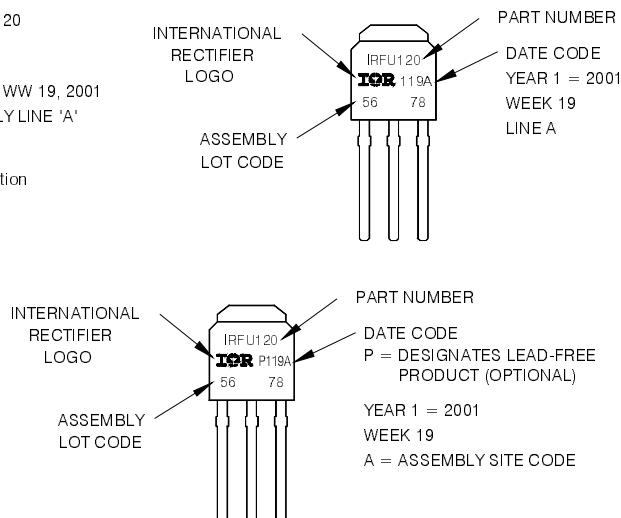 20
WW 19, 2001
LY LINE 'A'
tion
INTERNATIONAL
RECTIFIER
LOGO
ASSEMBLY
LOT CODE
IRFU120
IOR 119A
56 78
PART NUMBER
DATE CODE
YEAR 1 = 2001
WEEK 19
LINE A
INTERNATIONAL
RECTIFIER
LOGO
ASSEMBLY
LOT CODE
IRFU120
IOR P119A
56 78
PART NUMBER
DATE CODE
P = DESIGNATES LEAD-FREE
PRODUCT (OPTIONAL)
YEAR 1 = 2001
WEEK 19
A = ASSEMBLY SITE CODE